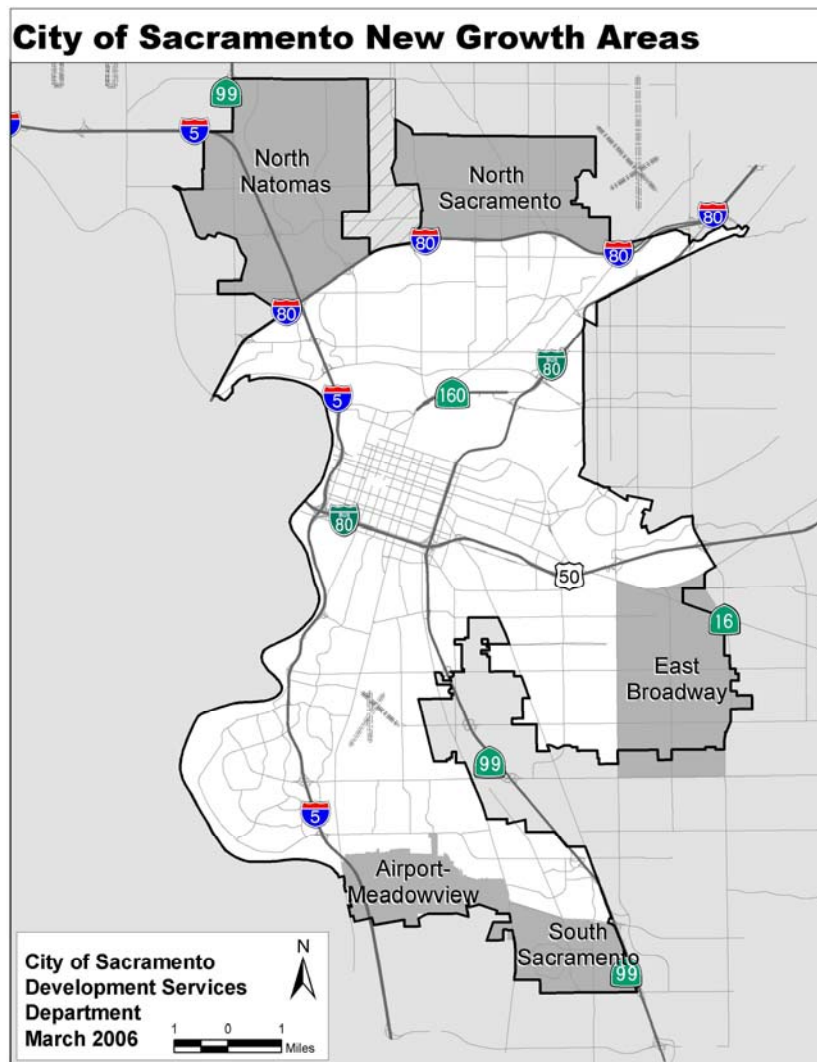 City of Sacramento New Growth Areas
99
5
North
Natomas
North
Sacramento
80
80
80
80
BUS
80
160
5
BUS
80
50
16
East
Broadway
99
5
Airport-
Meadowview
South
Sacramento
99
City of Sacramento
Development Services
Department
March 2006
N
1 0 1
Miles